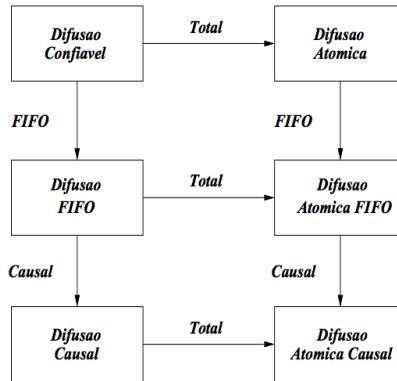 Difusao
Confiavel
Total
Difusao
Atomica
FIFO
FIFO
Difusao
FIFO
Total
Difusao
Atomica FIFO
Causal
Causal
Difusao
Causal
Total
Difusao
Atomica Causal